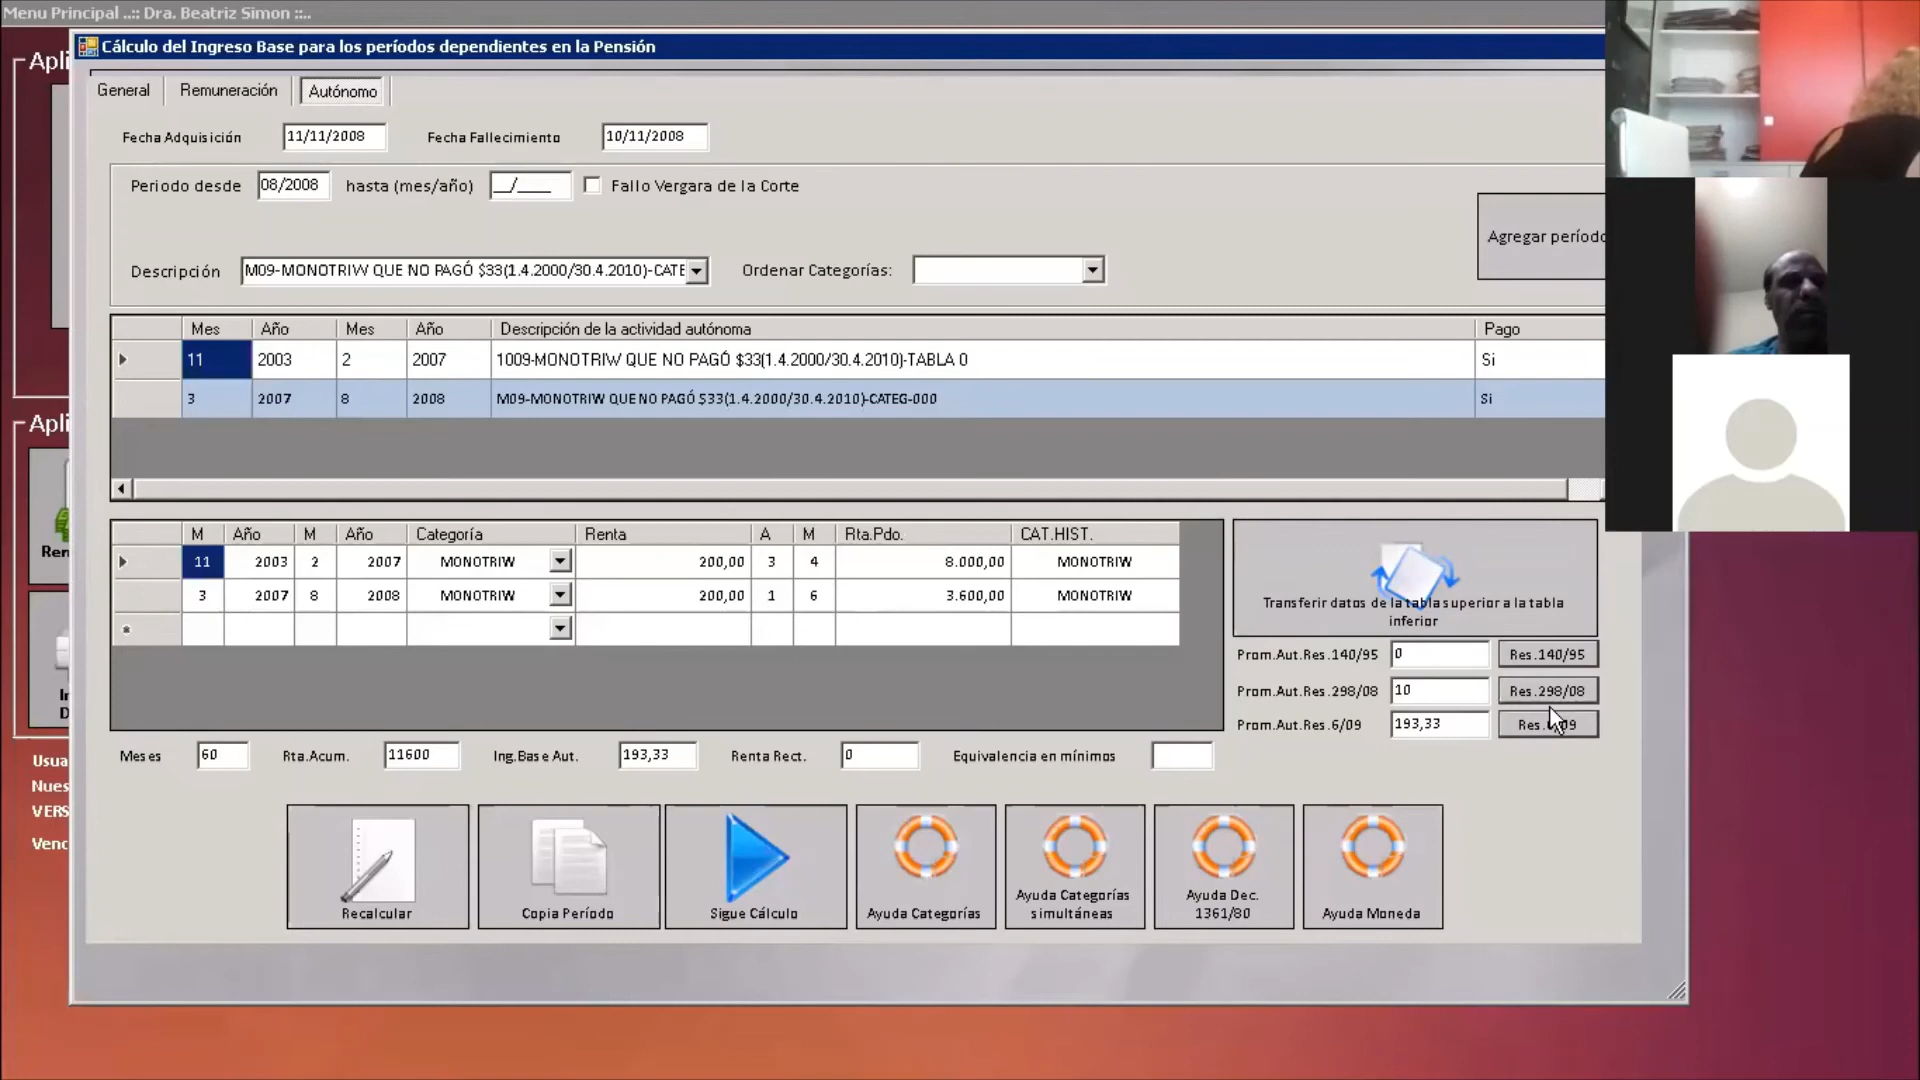 Menu Principal ..:: Dra. Beatriz Simon ::..
Cálculo del Ingreso Base para los períodos dependientes en la Pensión
Apli
General Remuneración Autónomo
Fecha Adquisición 11/11/2008 Fecha Fallecimiento 10/11/2008
Periodo desde 08/2008 hasta (mes/año) __/____ Fallo Vergara de la Corte
Agregar período
Descripción M09-MONOTRIW QUE NO PAGÓ $33(1.4.2000/30.4.2010)-CATE Ordenar Categorías:
Mes Año Mes Año Descripción de la actividad autónoma Pago
11 2003 2 2007 1009-MONOTRIW QUE NO PAGÓ $33(1.4.2000/30.4.2010)-TABLA 0 Si
3 2007 8 2008 M09-MONOTRIW QUE NO PAGÓ $33(1.4.2000/30.4.2010)-CATEG-000 Si
Apli
M Año M Año Categoría Renta A M Rta.Pdo. CAT.HIST.
11 2003 2 2007 MONOTRIW 200,00 3 4 8.000,00 MONOTRIW
3 2007 8 2008 MONOTRIW 200,00 1 6 3.600,00 MONOTRIW
*
Ren
Transferir datos de la tabla superior a la tabla
inferior
Prom.Aut.Res.140/95 0 Res.140/95
Prom.Aut.Res.298/08 10 Res.298/08
Prom.Aut.Res.6/09 193,33
D
Meses 60 Rta.Acum. 11600 Ing.Base Aut. 193,33 Renta Rect. 0 Equivalencia en mínimos
Usua
Nues
VERS
Venc
Recalcular
Copia Período
Sigue Cálculo
Ayuda Categorías
Ayuda Categorías
simultáneas
Ayuda Dec.
1361/80
Ayuda Moneda